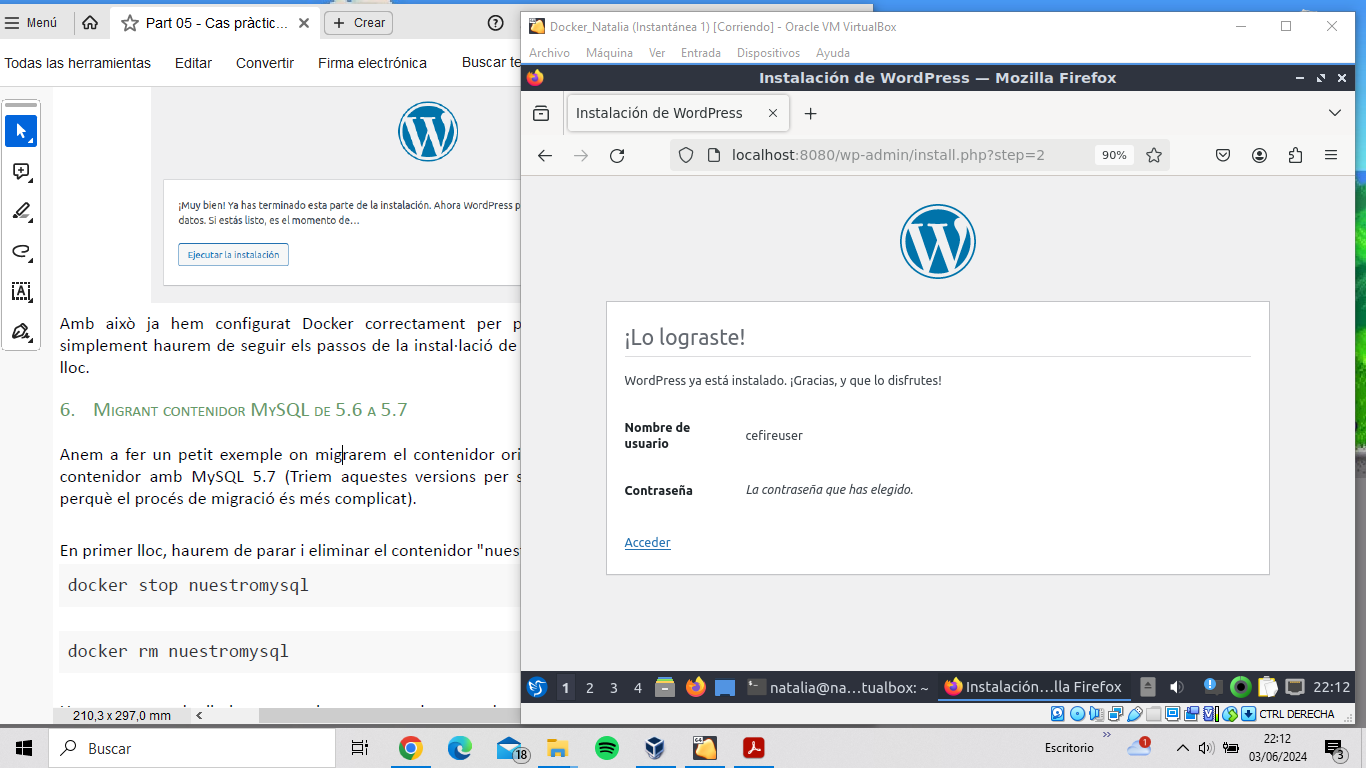 Menú
Part 05 - Cas pràctic...
Crear
Todas las herramientas
Editar
Convertir
Firma electrónica
Buscar te
¡Muy bien! Ya has terminado esta parte de la instalación. Ahora WordPress p
datos. Si estás listo, es el momento de...
Ejecutar la instalación
Amb això ja hem configurat Docker correctament per p
simplement haurem de seguir els passos de la instal·lació de
lloc.
6. Migrant contenidor MySQL de 5.6 a 5.7
Anem a fer un petit exemple on migrarem el contenidor ori
contenidor amb MySQL 5.7 (Triem aquestes versions per s
perquè el procés de migració és més complicat).
En primer lloc, haurem de parar i eliminar el contenidor "nues
docker stop nuestromysql
docker rm nuestromysql
210,3 x 297,0 mm
Docker_Natalia (Instantánea 1) [Corriendo] - Oracle VM VirtualBox
Archivo
Máquina
Ver
Entrada
Dispositivos
Ayuda
Instalación de WordPress — Mozilla Firefox
Instalación de WordPress
localhost:8080/wp-admin/install.php?step=2
90%
¡Lo lograste!
WordPress ya está instalado. ¡Gracias, y que lo disfrutes!
Nombre de
usuario
cefireuser
Contraseña
La contraseña que has elegido.
Acceder
1
2
3
4
natalia@na...tualbox: ~
Instalación...lla Firefox
22:12
CTRL DERECHA
Buscar
18
Escritorio
1
22:12
03/06/2024
3